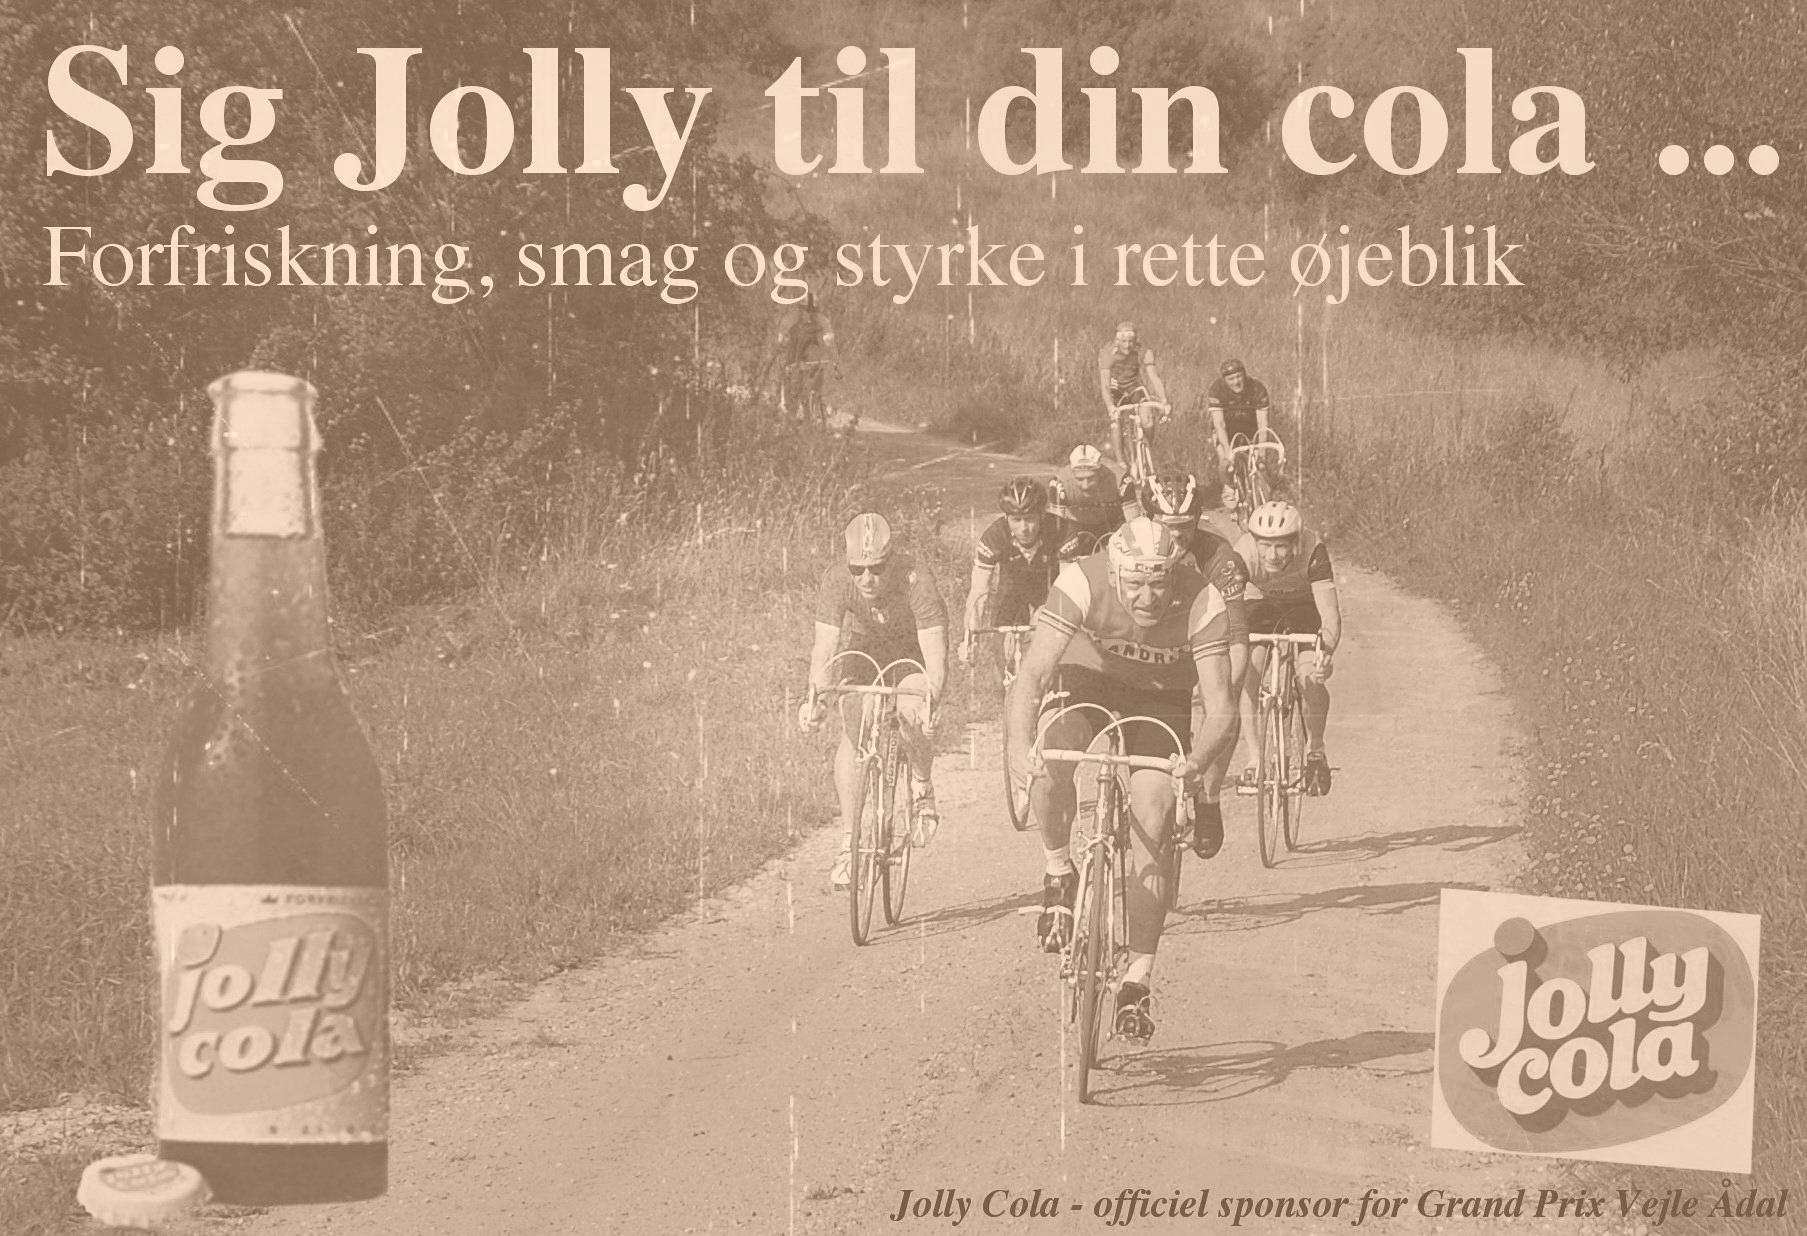 Sig Jolly til din cola ...
Forfriskning, smag og styrke i rette øjeblik
jolly
cola
ANDR
jolly
cola
Jolly Cola - officiel sponsor for Grand Prix Vejle Ådal